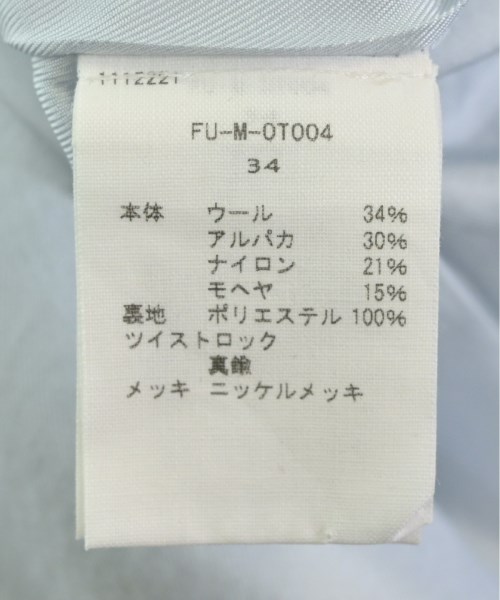 1112221
FU-M-OT004
34
本体 ウール 34%
アルパカ 30%
ナイロン 21%
モヘヤ 15%
裏地 ポリエステル 100%
ツイストロック
真鍮
メッキ ニッケルメッキ